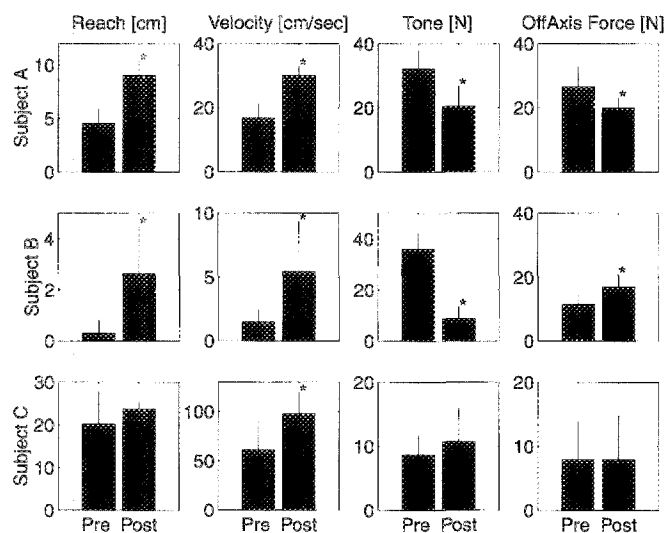 Reach [cm] Velocity [cm/sec] Tone [N] OffAxis Force [N]
Subject A
10 5 0 * 40 20 0 * 40 20 0 * 40 20 0 *
Subject B
4 2 0 * 10 5 0 * 40 20 0 * 40 20 0 *
Subject C
30 20 10 0 100 50 0 * 20 10 0 20 10 0
Pre Post Pre Post Pre Post Pre Post